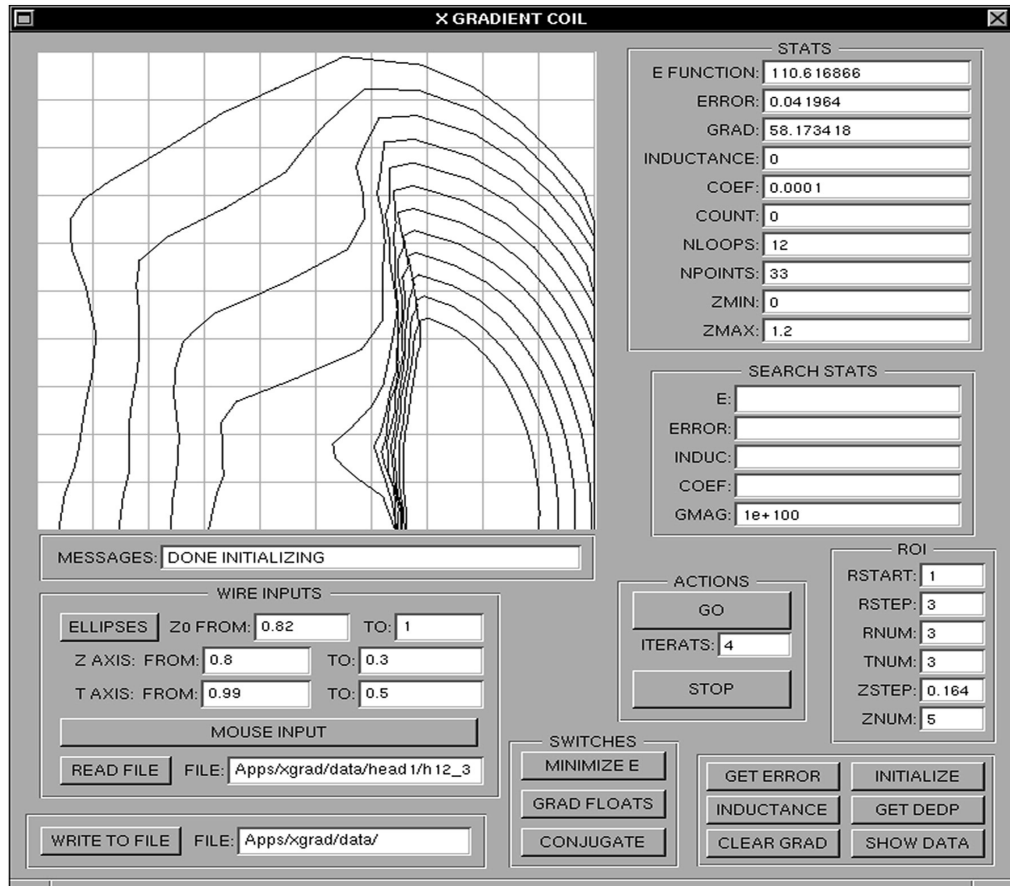 X GRADIENT COIL
STATS
E FUNCTION: 110.616866
ERROR: 0.041964
GRAD: 58.173418
INDUCTANCE: 0
COEF: 0.0001
COUNT: 0
NLOOPS: 12
NPOINTS: 33
ZMIN: 0
ZMAX: 1.2
SEARCH STATS
E:
ERROR:
INDUC:
COEF:
GMAG: 1e+100
MESSAGES: DONE INITIALIZING
WIRE INPUTS
ELLIPSES Z0 FROM: 0.82 TO: 1
Z AXIS: FROM: 0.8 TO: 0.3
T AXIS: FROM: 0.99 TO: 0.5
MOUSE INPUT
READ FILE FILE: Apps/xgrad/data/head1/h12_3
WRITE TO FILE FILE: Apps/xgrad/data/
ACTIONS
GO
ITERATS: 4
STOP
ROI
RSTART: 1
RSTEP: 3
RNUM: 3
TNUM: 3
ZSTEP: 0.164
ZNUM: 5
SWITCHES
MINIMIZE E
GRAD FLOATS
CONJUGATE
GET ERROR INITIALIZE
INDUCTANCE GET DEDP
CLEAR GRAD SHOW DATA